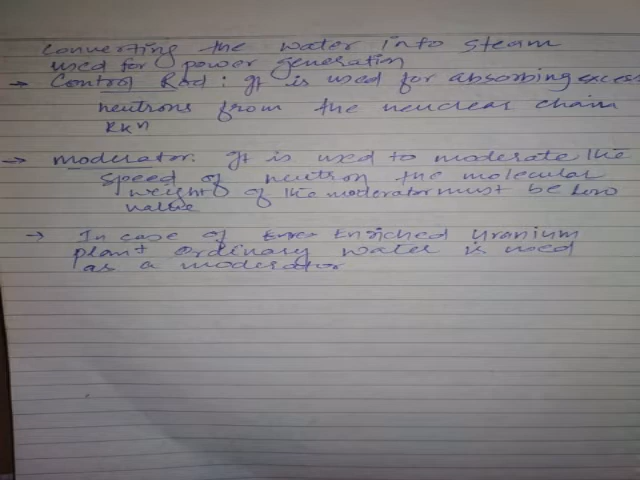 converting the water into steam
used for power generation
→ Control Rod : It is used for absorbing excess
neutrons from the neuclear chain
rxn
→ moderator: It is used to moderate the
speed of neutron the molecular
weight of the moderator must be low
value
→ In case of Enriched Uranium
plant ordinary water is used
as a moderator